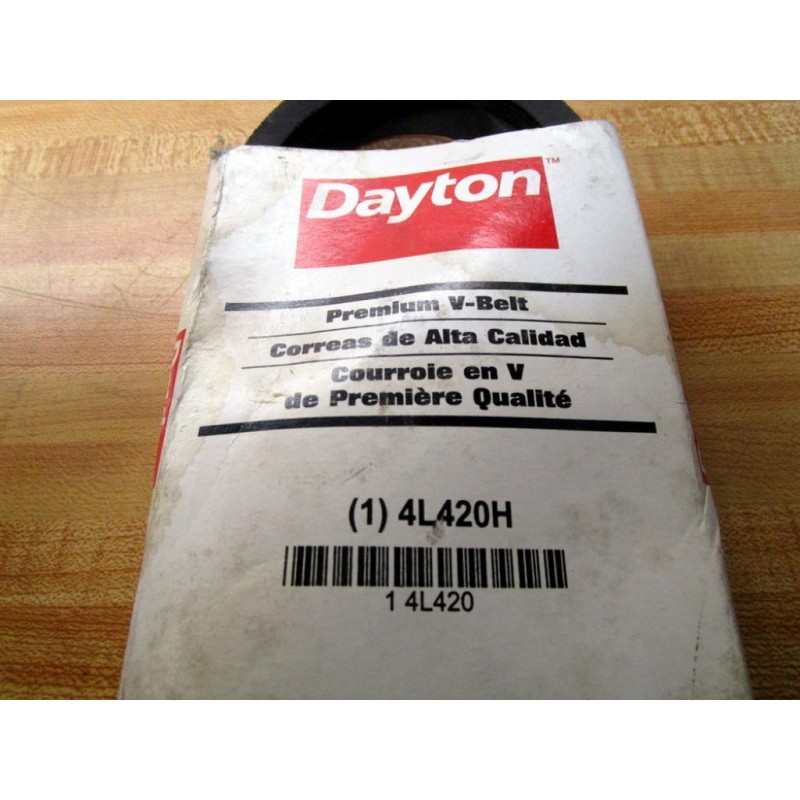 Dayton™
Premium V-Belt
Correas de Alta Calidad
Courroie en V
de Première Qualité
(1) 4L420H
1 4L420